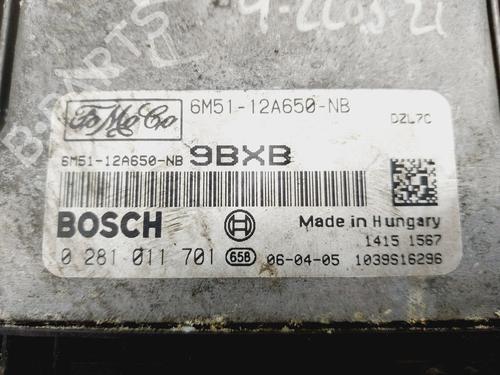 B-PARTS
FoMoCo
6M51-12A650-NB
DZL7C
6M51-12A650-NB 9BXB
BOSCH
Made in Hungary
1415 1567
0 281 011 701 658 06-04-05 1039S16296